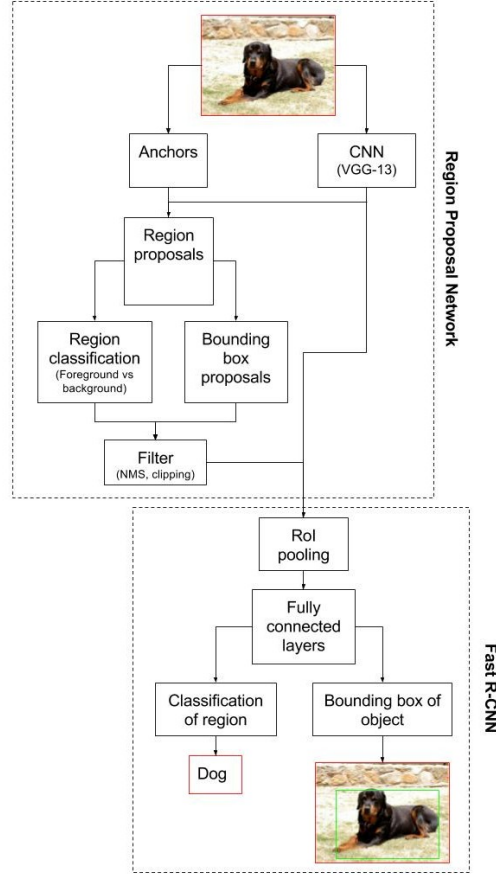 Anchors
CNN
(VGG-13)
Region Proposal Network
Region
proposals
Region
classification
(Foreground vs
background)
Bounding
box
proposals
Filter
(NMS, clipping)
RoI
pooling
Fully
connected
layers
Fast R-CNN
Classification
of region
Bounding box of
object
Dog